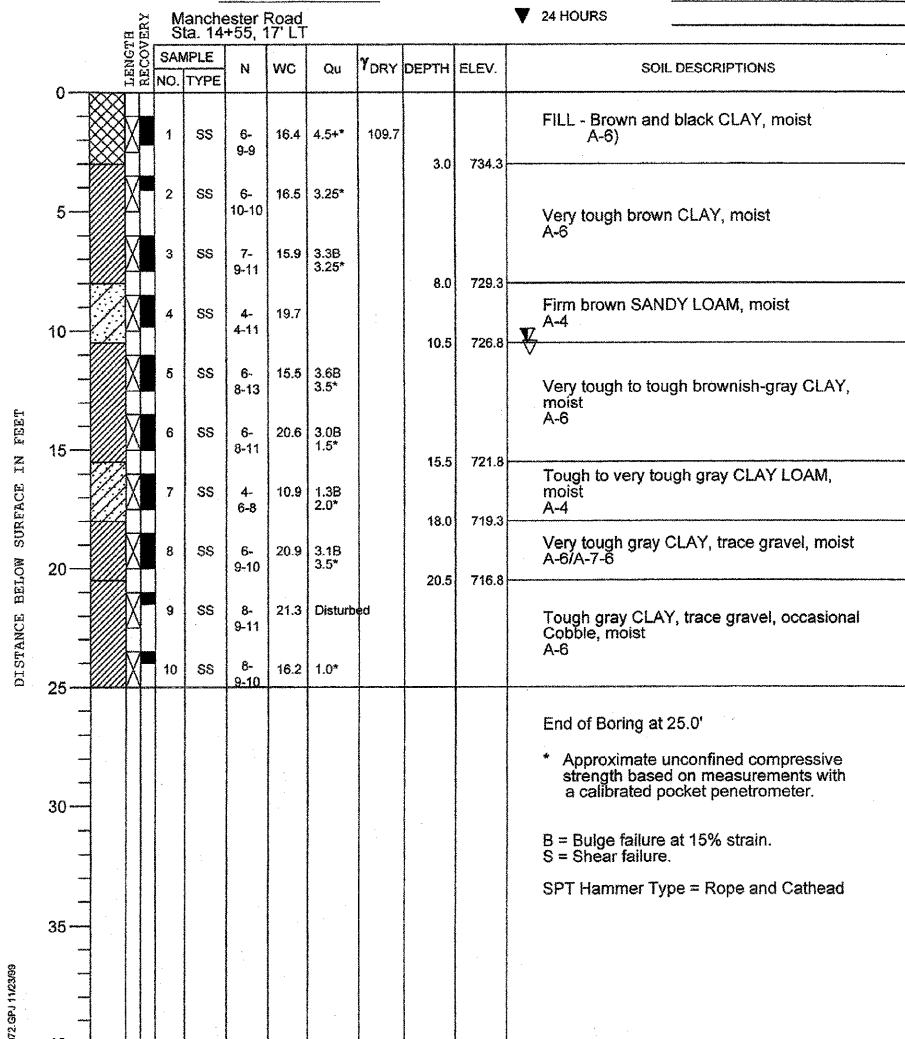 Manchester Road
Sta. 14+55, 17' LT
24 HOURS
LENGTH
RECOVERY
SAMPLE
NO. TYPE
N
WC
Qu
γDRY
DEPTH
ELEV.
SOIL DESCRIPTIONS
DISTANCE BELOW SURFACE IN FEET
0
FILL - Brown and black CLAY, moist
A-6)
1 SS 6- 16.4 4.5+* 109.7
9-9
3.0 734.3
2 SS 6- 16.5 3.25*
10-10
5
Very tough brown CLAY, moist
A-6
3 SS 7- 15.9 3.3B
9-11 3.25*
8.0 729.3
Firm brown SANDY LOAM, moist
A-4
4 SS 4- 19.7
4-11
10
10.5 726.8
5 SS 6- 15.5 3.6B
8-13 3.5*
Very tough to tough brownish-gray CLAY,
moist
A-6
6 SS 6- 20.6 3.0B
8-11 1.5*
15
15.5 721.8
Tough to very tough gray CLAY LOAM,
moist
A-4
7 SS 4- 10.9 1.3B
6-8 2.0*
18.0 719.3
Very tough gray CLAY, trace gravel, moist
A-6/A-7-6
8 SS 6- 20.9 3.1B
9-10 3.5*
20
20.5 716.8
9 SS 8- 21.3 Disturbed
9-11
Tough gray CLAY, trace gravel, occasional
Cobble, moist
A-6
10 SS 8- 16.2 1.0*
9-10
25
End of Boring at 25.0'
* Approximate unconfined compressive
strength based on measurements with
a calibrated pocket penetrometer.
30
B = Bulge failure at 15% strain.
S = Shear failure.
SPT Hammer Type = Rope and Cathead
35
072.GPJ 11/23/99